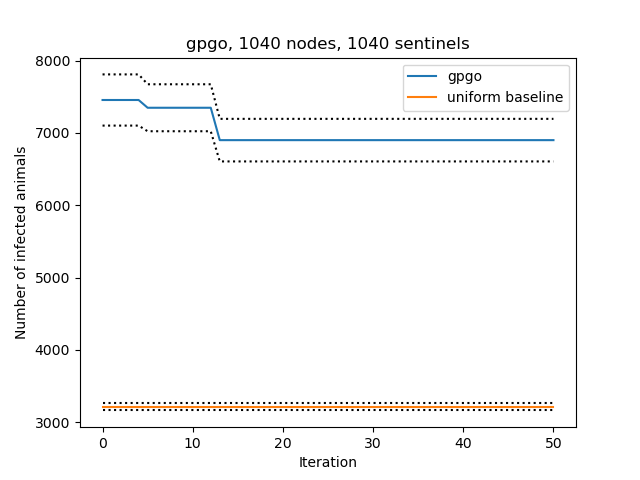 gpgo, 1040 nodes, 1040 sentinels
gpgo
uniform baseline
Number of infected animals
8000
7000
6000
5000
4000
3000
0 10 20 30 40 50
Iteration